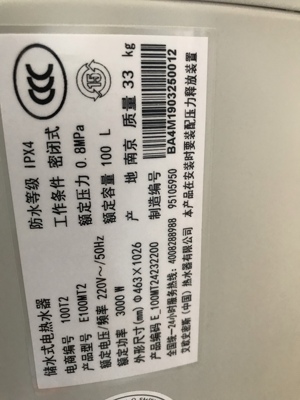 储水式电热水器
电商编号 100T2
产品型号 E100MT2
额定电压/频率 220V～/50Hz
额定功率 3000 W
外形尺寸(mm) Φ463×1026
产品编码 E_100MT24232200
防水等级 IPX4
工作条件 密闭式
额定压力 0.8MPa
额定容量 100 L
产地 南京 质量 33 kg
制造编号
BA4M1903250012
全国统一24小时服务热线: 4008288988 95105950
艾欧史密斯(中国)热水器有限公司
本产品在安装时要装配压力释放装置